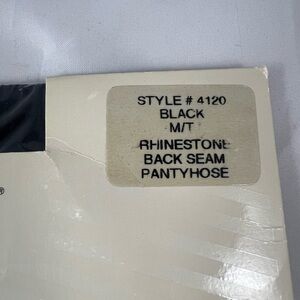 STYLE # 4120
BLACK
M/T
RHINESTONE
BACK SEAM
PANTYHOSE
®